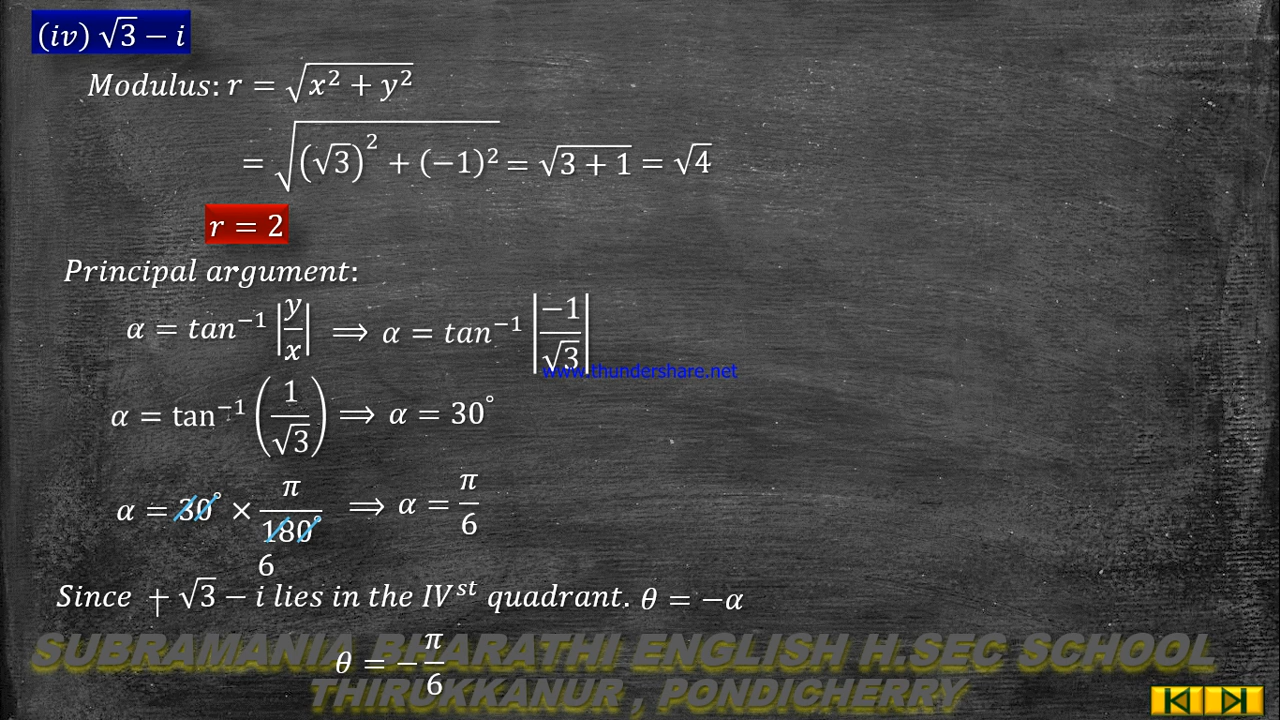 (iv) √3 − i
Modulus: r = √(x² + y²)
= √((√3)² + (−1)²) = √(3 + 1) = √4
r = 2
Principal argument:
α = tan⁻¹ |y/x| ⟹ α = tan⁻¹ |−1/√3|
www.thundershare.net
α = tan⁻¹ (1/√3) ⟹ α = 30°
α = 30° × π/180° ⟹ α = π/6
6
Since + √3 − i lies in the IVˢᵗ quadrant. θ = −α
SUBRAMANIA BHARATHI ENGLISH H.SEC SCHOOL
θ = −π/6
THIRUKKANUR , PONDICHERRY